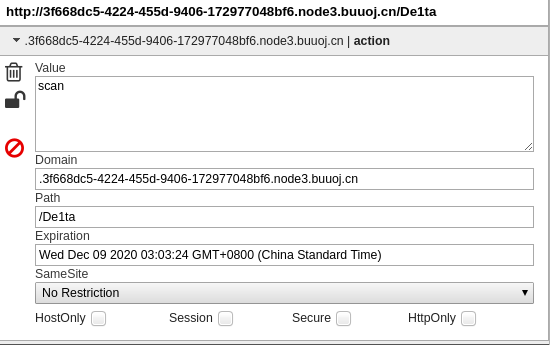 http://3f668dc5-4224-455d-9406-172977048bf6.node3.buuoj.cn/De1ta
.3f668dc5-4224-455d-9406-172977048bf6.node3.buuoj.cn | action
Value
scan
Domain
.3f668dc5-4224-455d-9406-172977048bf6.node3.buuoj.cn
Path
/De1ta
Expiration
Wed Dec 09 2020 03:03:24 GMT+0800 (China Standard Time)
SameSite
No Restriction
HostOnly Session Secure HttpOnly